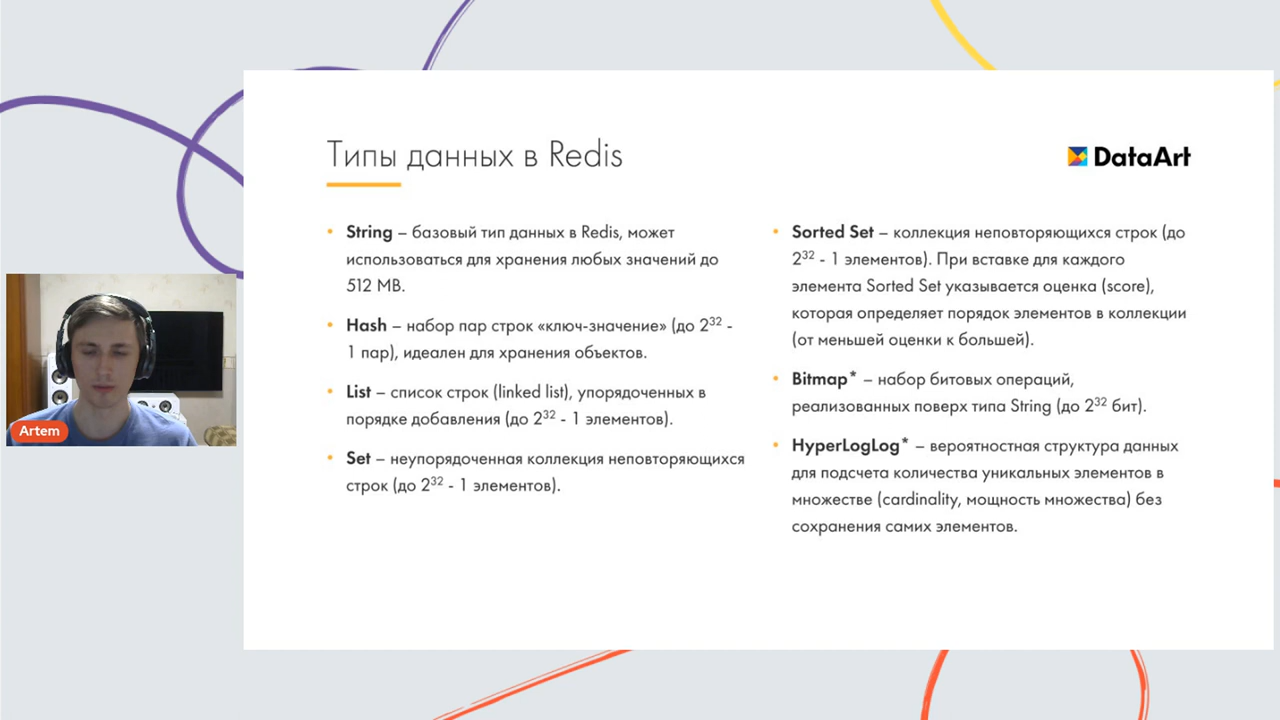 Типы данных в Redis
DataArt
• String – базовый тип данных в Redis, может
использоваться для хранения любых значений до
512 MB.
• Hash – набор пар строк «ключ-значение» (до 2³² -
1 пар), идеален для хранения объектов.
• List – список строк (linked list), упорядоченных в
порядке добавления (до 2³² - 1 элементов).
• Set – неупорядоченная коллекция неповторяющихся
строк (до 2³² - 1 элементов).
• Sorted Set – коллекция неповторяющихся строк (до
2³² - 1 элементов). При вставке для каждого
элемента Sorted Set указывается оценка (score),
которая определяет порядок элементов в коллекции
(от меньшей оценки к большей).
• Bitmap* – набор битовых операций,
реализованных поверх типа String (до 2³² бит).
• HyperLogLog* – вероятностная структура данных
для подсчета количества уникальных элементов в
множестве (cardinality, мощность множества) без
сохранения самих элементов.
Artem